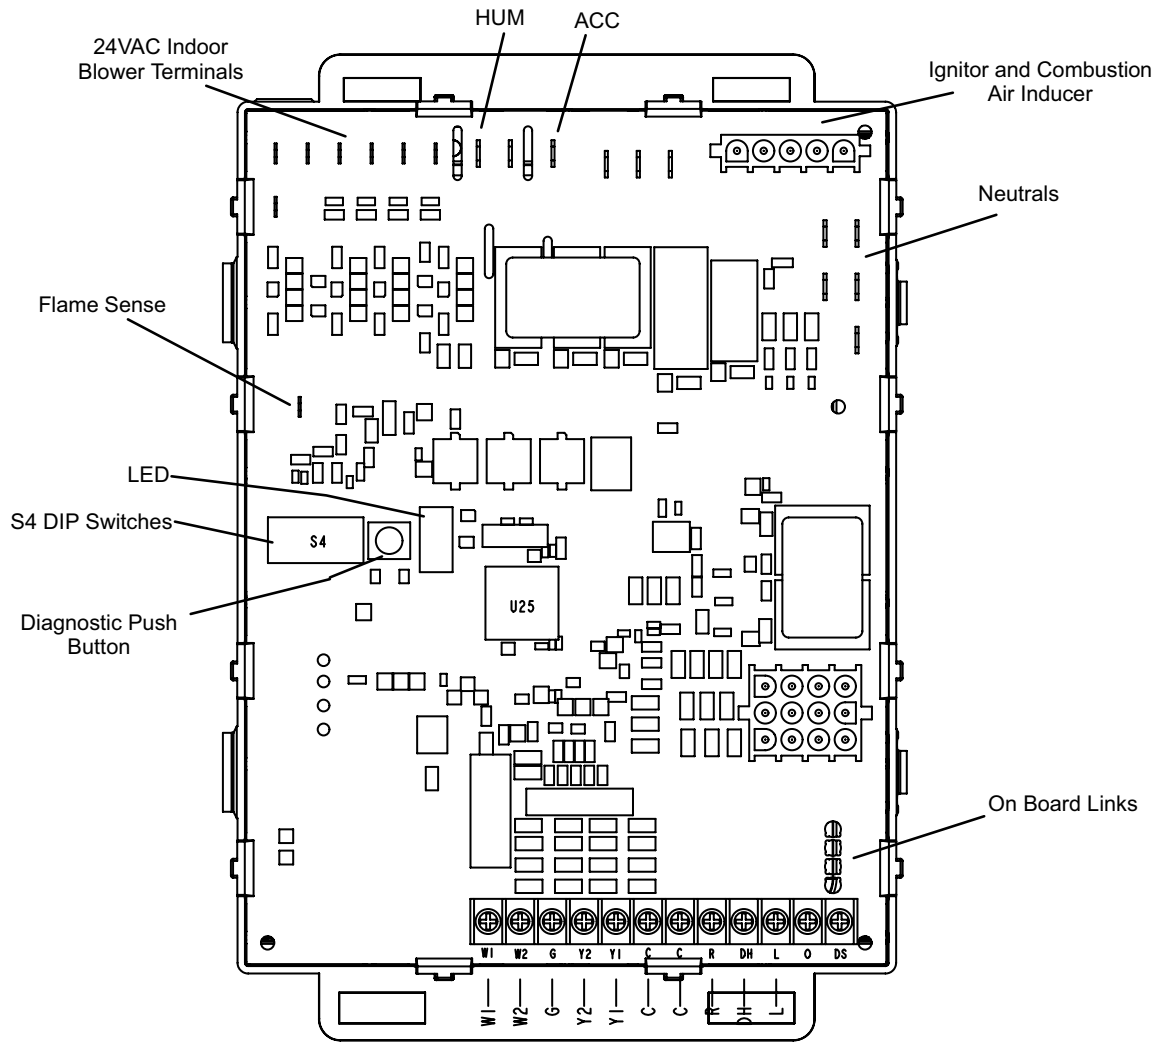 HUM
ACC
24VAC Indoor
Blower Terminals
Ignitor and Combustion
Air Inducer
Neutrals
Flame Sense
LED
S4 DIP Switches
S4
U25
Diagnostic Push
Button
On Board Links
W1 W2 G Y2 Y1 C C R DH L O DS
W1 W2 G Y2 Y1 C C R DH L